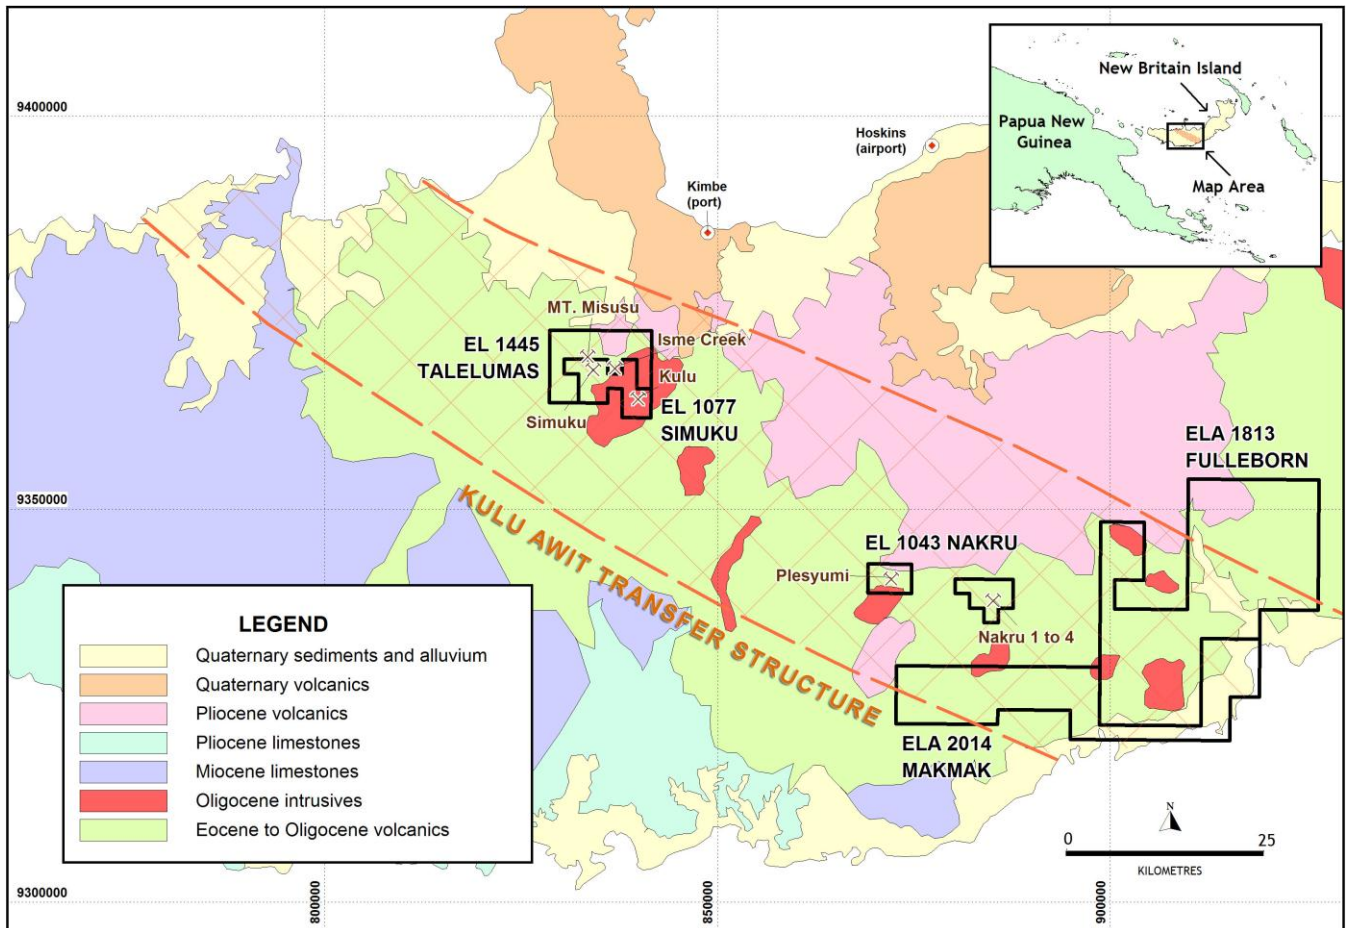 9400000
Hoskins
(airport)
New Britain Island
Papua New
Guinea
Map Area
Kimbe
(port)
MT. Misusu
EL 1445
TALELUMAS
Isme Creek
Kulu
Simuku
EL 1077
SIMUKU
ELA 1813
FULLEBORN
9350000
KULU AWIT TRANSFER STRUCTURE
EL 1043 NAKRU
Plesyumi
Nakru 1 to 4
ELA 2014
MAKMAK
LEGEND
Quaternary sediments and alluvium
Quaternary volcanics
Pliocene volcanics
Pliocene limestones
Miocene limestones
Oligocene intrusives
Eocene to Oligocene volcanics
N
0 25
KILOMETRES
9300000
800000
850000
900000